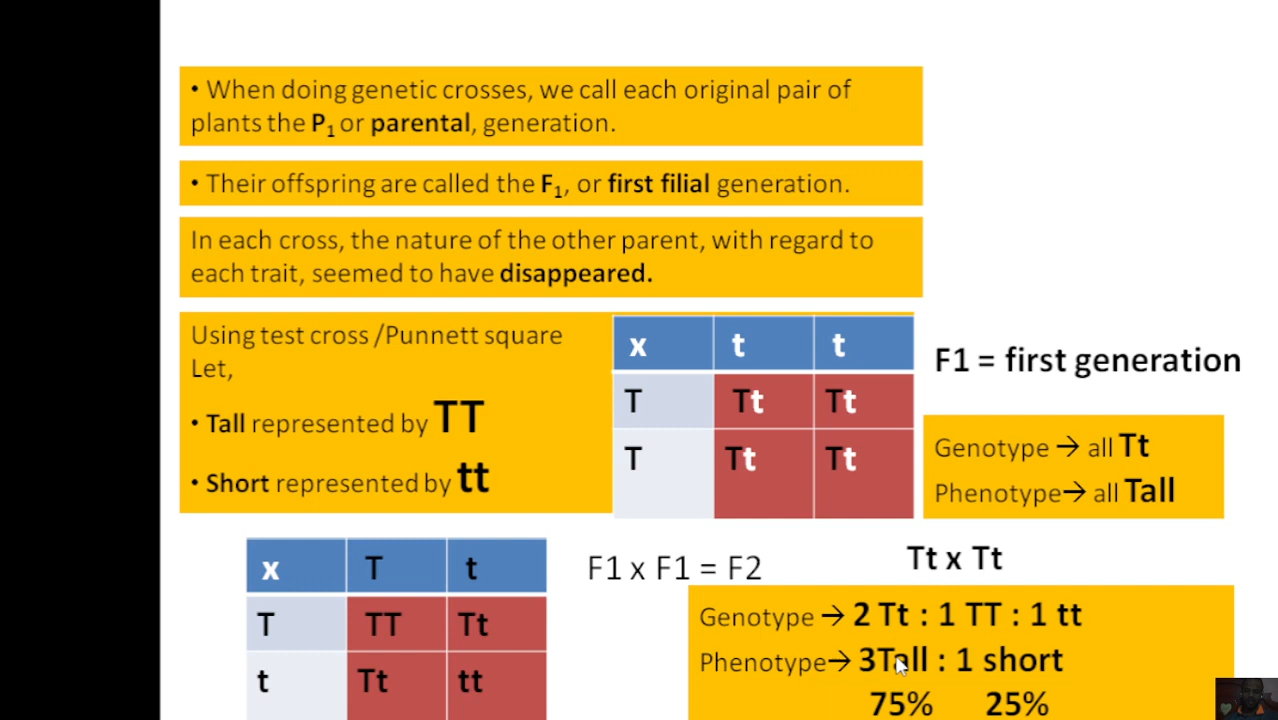 • When doing genetic crosses, we call each original pair of
plants the P1 or parental, generation.
• Their offspring are called the F1, or first filial generation.
In each cross, the nature of the other parent, with regard to
each trait, seemed to have disappeared.
Using test cross /Punnett square
Let,
• Tall represented by TT
• Short represented by tt
x t t
T Tt Tt
T Tt Tt
F1 = first generation
Genotype → all Tt
Phenotype→ all Tall
x T t
T TT Tt
t Tt tt
F1 x F1 = F2
Tt x Tt
Genotype → 2 Tt : 1 TT : 1 tt
Phenotype→ 3Tall : 1 short
75% 25%